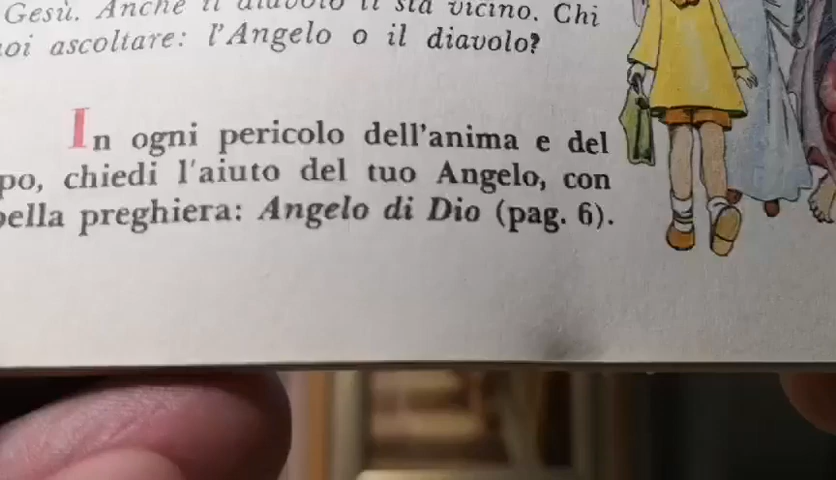 Gesù. Anche il diavolo ti sta vicino. Chi
oi ascoltare: l'Angelo o il diavolo?
In ogni pericolo dell'anima e del
po, chiedi l'aiuto del tuo Angelo, con
bella preghiera: Angelo di Dio (pag. 6).